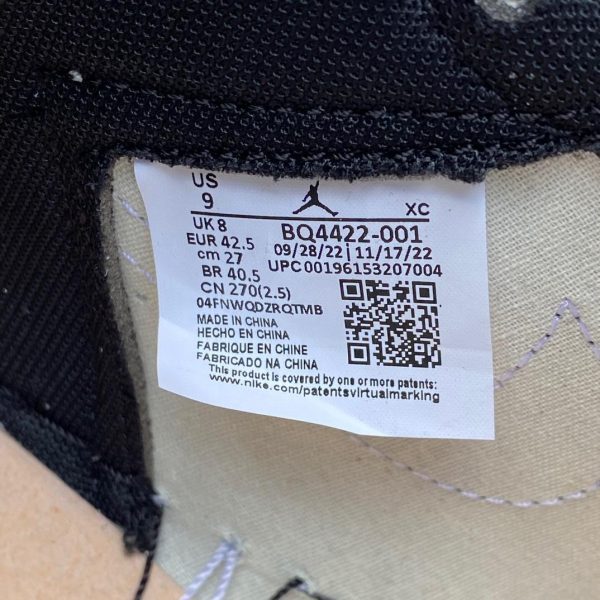 US
9
XC
UK 8
BQ4422-001
EUR 42.5
09/28/22 | 11/17/22
cm 27
UPC00196153207004
BR 40.5
CN 270(2.5)
04FNWQDZRQTMB
MADE IN CHINA
HECHO EN CHINA
FABRIQUE EN CHINE
FABRICADO NA CHINA
This product is covered by one or more patents:
www.nike.com/patentsvirtualmarking